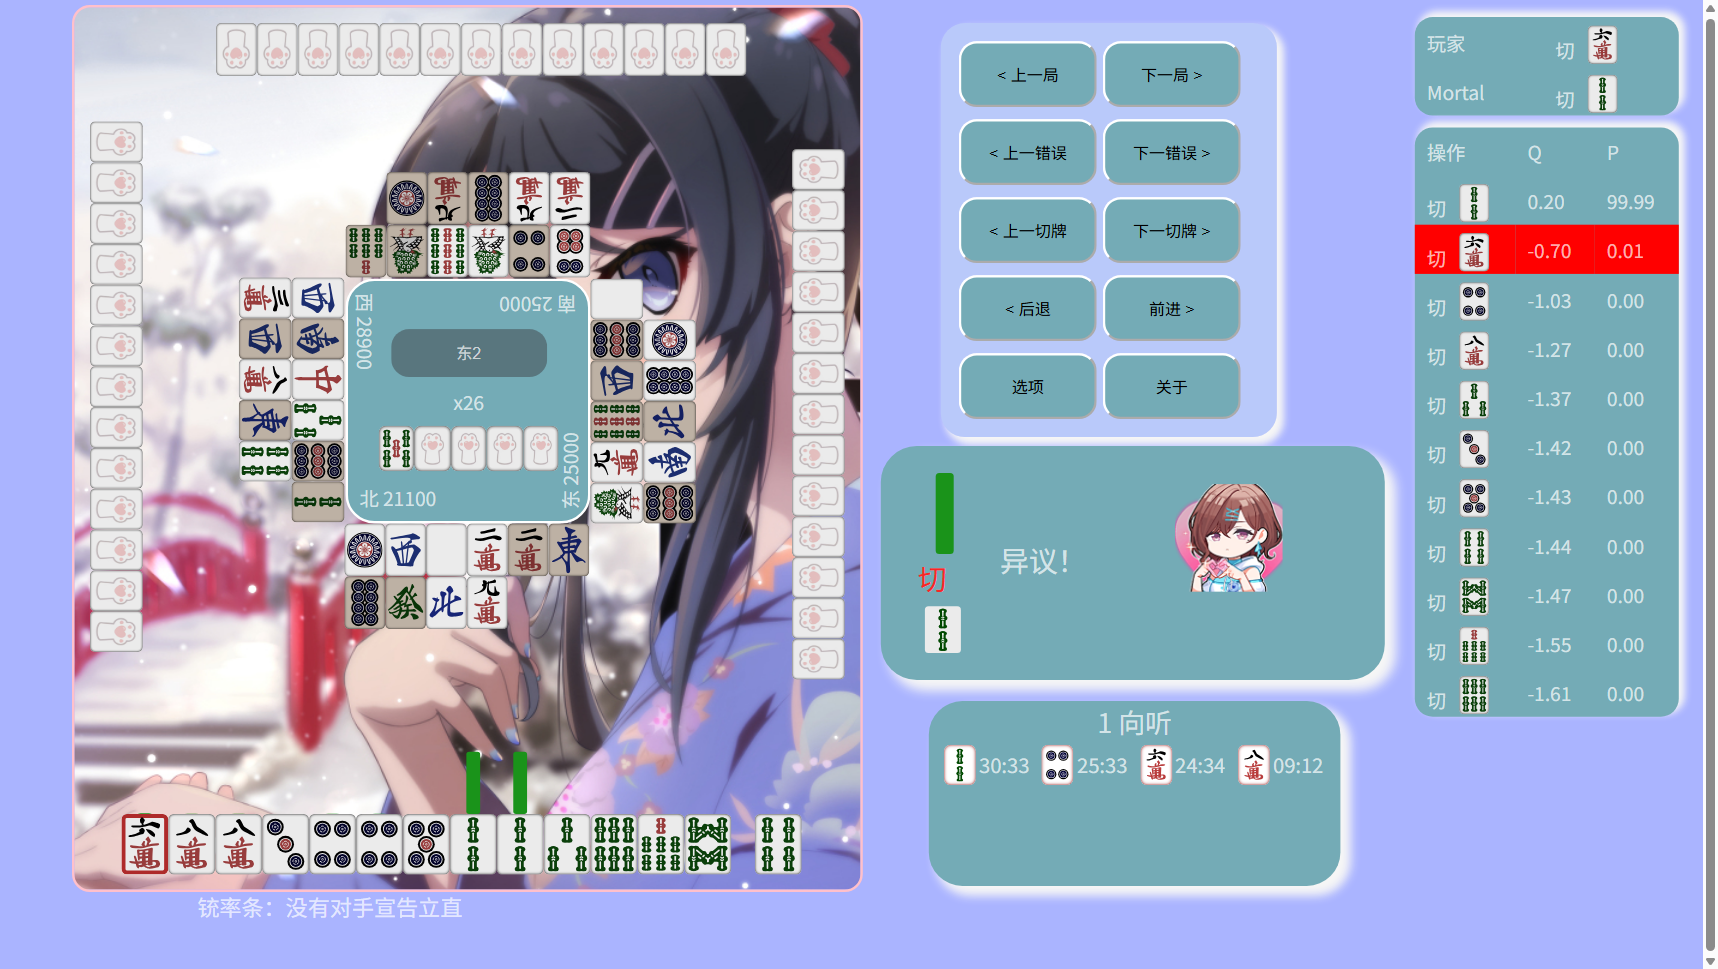 西 28900
南 25000
东2
x26
北 21100
东 25000
铳率条：没有对手宣告立直
< 上一局
下一局 >
< 上一错误
下一错误 >
< 上一切牌
下一切牌 >
< 后退
前进 >
选项
关于
切
异议！
1 向听
30:33 25:33 24:34 09:12
玩家 切
Mortal 切
操作 Q P
切 0.20 99.99
切 -0.70 0.01
切 -1.03 0.00
切 -1.27 0.00
切 -1.37 0.00
切 -1.42 0.00
切 -1.43 0.00
切 -1.44 0.00
切 -1.47 0.00
切 -1.55 0.00
切 -1.61 0.00